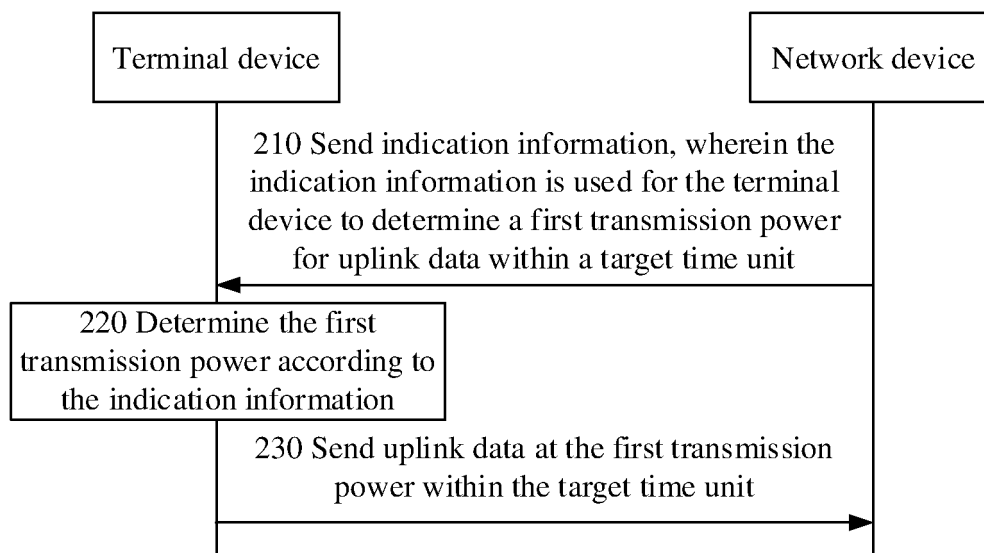 Terminal device
Network device
210 Send indication information, wherein the
indication information is used for the terminal
device to determine a first transmission power
for uplink data within a target time unit
220 Determine the first
transmission power according to
the indication information
230 Send uplink data at the first transmission
power within the target time unit